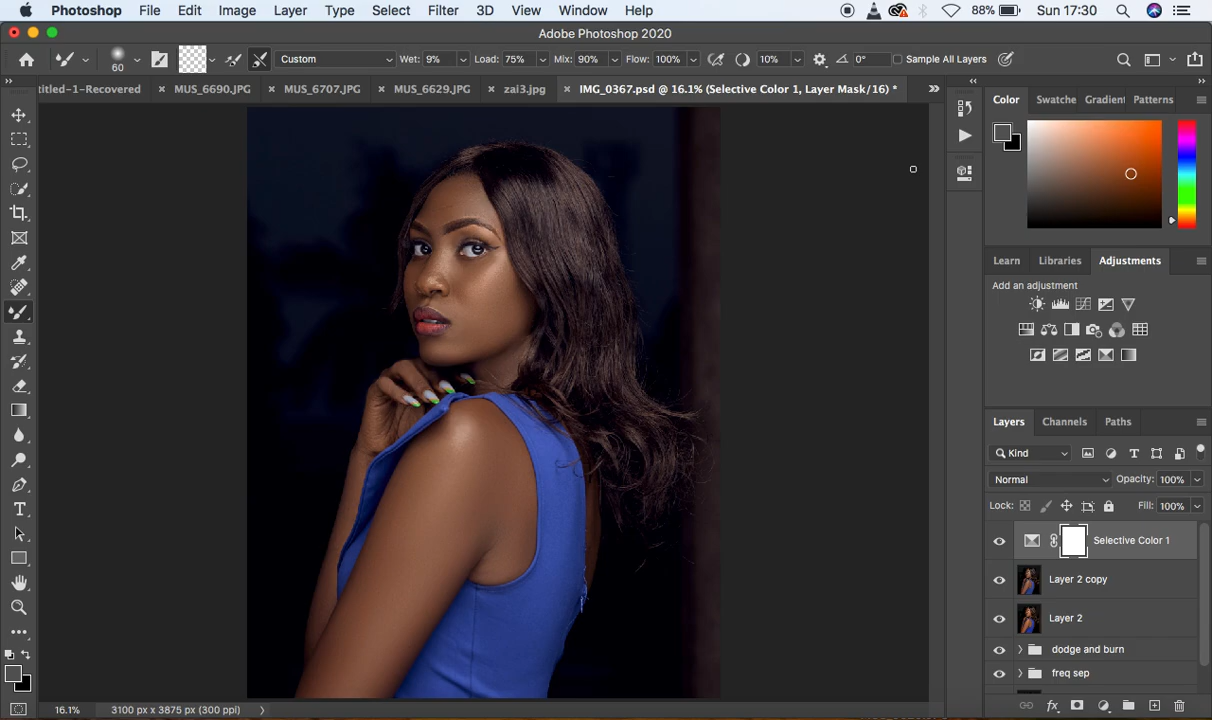 Photoshop File Edit Image Layer Type Select Filter 3D View Window Help 88% Sun 17:30
Adobe Photoshop 2020
60 Custom Wet: 9% Load: 75% Mix: 90% Flow: 100% 10% 0° Sample All Layers
titled-1-Recovered × MUS_6690.JPG × MUS_6707.JPG × MUS_6629.JPG × zai3.jpg × IMG_0367.psd @ 16.1% (Selective Color 1, Layer Mask/16) *
Color Swatche Gradient Patterns
Learn Libraries Adjustments
Add an adjustment
Layers Channels Paths
Kind
Normal Opacity: 100%
Lock: Fill: 100%
Selective Color 1
Layer 2 copy
Layer 2
dodge and burn
freq sep
16.1% 3100 px x 3875 px (300 ppi)